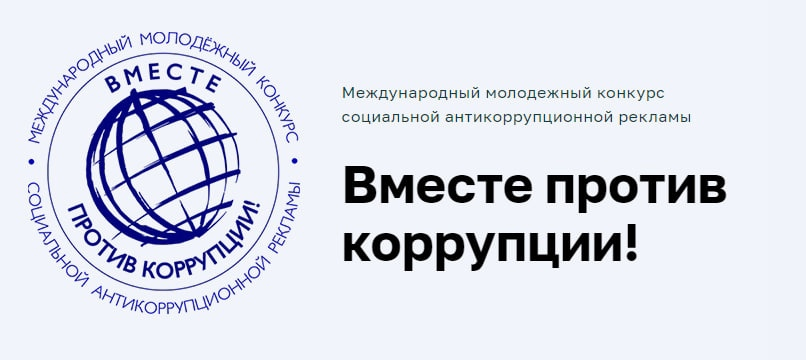 МЕЖДУНАРОДНЫЙ МОЛОДЁЖНЫЙ КОНКУРС
ВМЕСТЕ
ПРОТИВ КОРРУПЦИИ!
СОЦИАЛЬНОЙ АНТИКОРРУПЦИОННОЙ РЕКЛАМЫ
Международный молодежный конкурс
социальной антикоррупционной рекламы
Вместе против
коррупции!